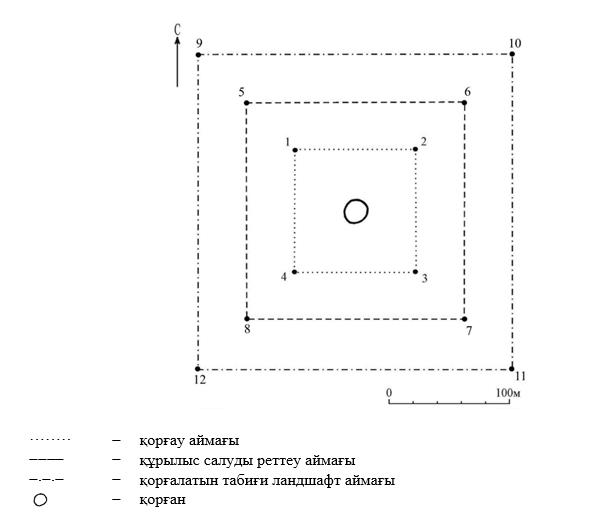 С
9 10
5 6
1 2
4 3
8 7
12 11
0 100м
– қорғау аймағы
– құрылыс салуды реттеу аймағы
– қорғалатын табиғи ландшафт аймағы
– қорған